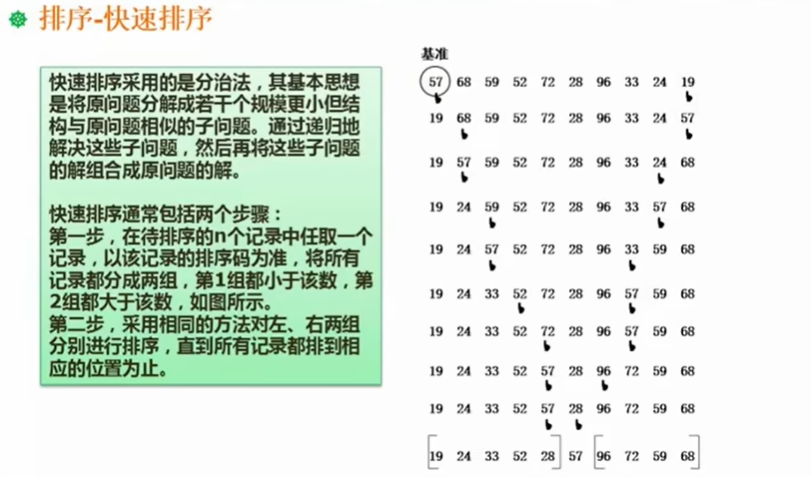 排序-快速排序
快速排序采用的是分治法，其基本思想
是将原问题分解成若干个规模更小但结
构与原问题相似的子问题。通过递归地
解决这些子问题，然后再将这些子问题
的解组合成原问题的解。
快速排序通常包括两个步骤：
第一步，在待排序的n个记录中任取一个
记录，以该记录的排序码为准，将所有
记录都分成两组，第1组都小于该数，第
2组都大于该数，如图所示。
第二步，采用相同的方法对左、右两组
分别进行排序，直到所有记录都排到相
应的位置为止。
基准
57 68 59 52 72 28 96 33 24 19
19 68 59 52 72 28 96 33 24 57
19 57 59 52 72 28 96 33 24 68
19 24 59 52 72 28 96 33 57 68
19 24 57 52 72 28 96 33 59 68
19 24 33 52 72 28 96 57 59 68
19 24 33 52 72 28 96 57 59 68
19 24 33 52 57 28 96 72 59 68
19 24 33 52 57 28 96 72 59 68
[19 24 33 52 28] 57 [96 72 59 68]